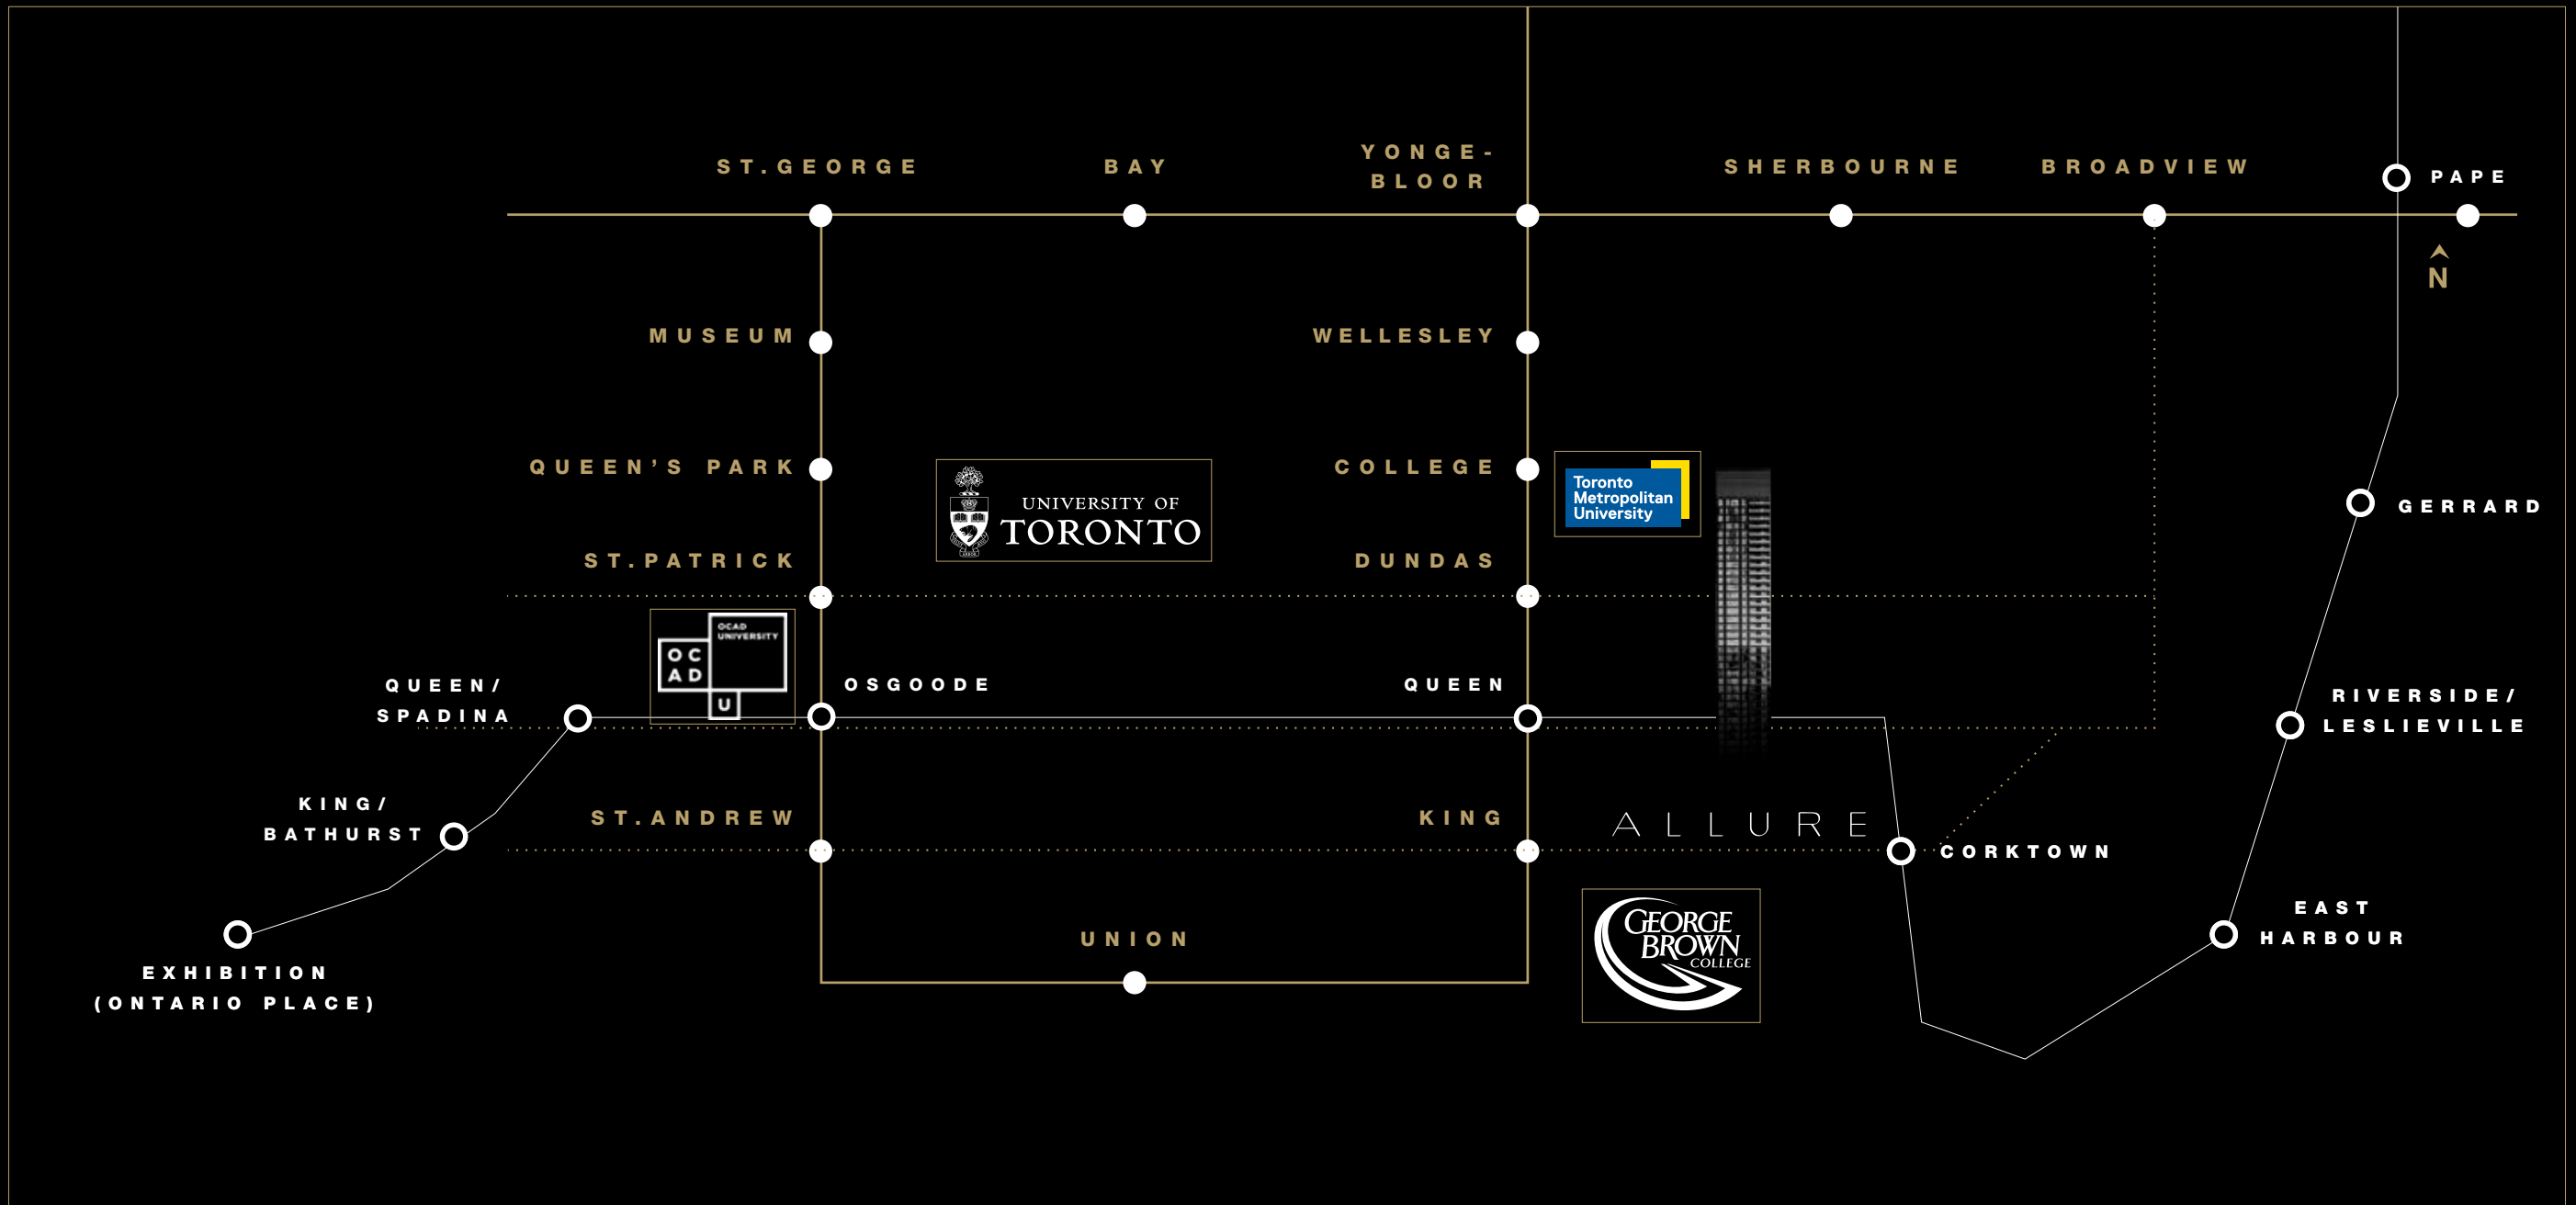 YONGE-
BLOOR
ST.GEORGE
BAY
SHERBOURNE
BROADVIEW
PAPE
N
MUSEUM
WELLESLEY
QUEEN’S PARK
COLLEGE
UNIVERSITY OF
TORONTO
Toronto
Metropolitan
University
GERRARD
ST.PATRICK
DUNDAS
OCAD
UNIVERSITY
OC
AD
U
QUEEN/
SPADINA
OSGOODE
QUEEN
RIVERSIDE/
LESLIEVILLE
KING/
BATHURST
ST.ANDREW
KING
ALLURE
CORKTOWN
EAST
HARBOUR
GEORGE
BROWN
COLLEGE
UNION
EXHIBITION
(ONTARIO PLACE)